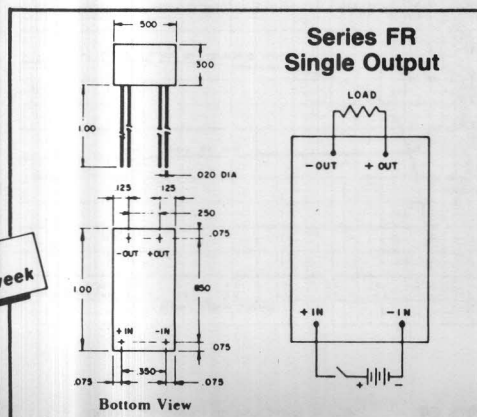 .500
.300
1.00
.020 DIA
.125
.125
.250
.075
-OUT
+OUT
1.00
.850
+IN
-IN
.075
.075
.350
.075
Bottom View
Series FR
Single Output
LOAD
-OUT
+OUT
+IN
-IN
+
-
week